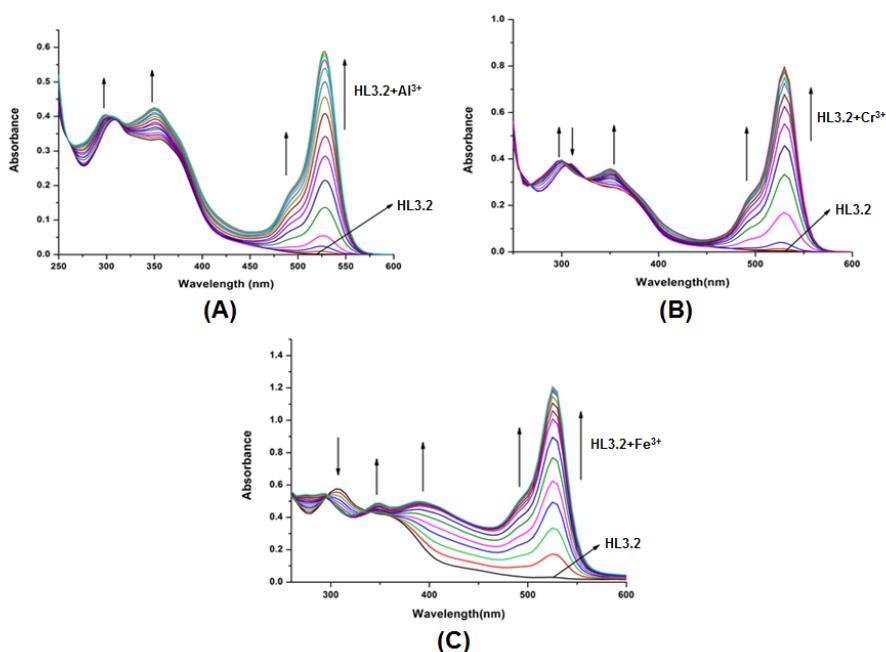 0.6
0.5
0.4
0.3
0.2
0.1
0.0
Absorbance
250 300 350 400 450 500 550 600
Wavelength (nm)
HL3.2+Al³⁺
HL3.2
(A)
1.0
0.8
0.6
0.4
0.2
0.0
Absorbance
300 400 500 600
Wavelength(nm)
HL3.2+Cr³⁺
HL3.2
(B)
1.4
1.2
1.0
0.8
0.6
0.4
0.2
0.0
Absorbance
300 400 500 600
Wavelength(nm)
HL3.2+Fe³⁺
HL3.2
(C)